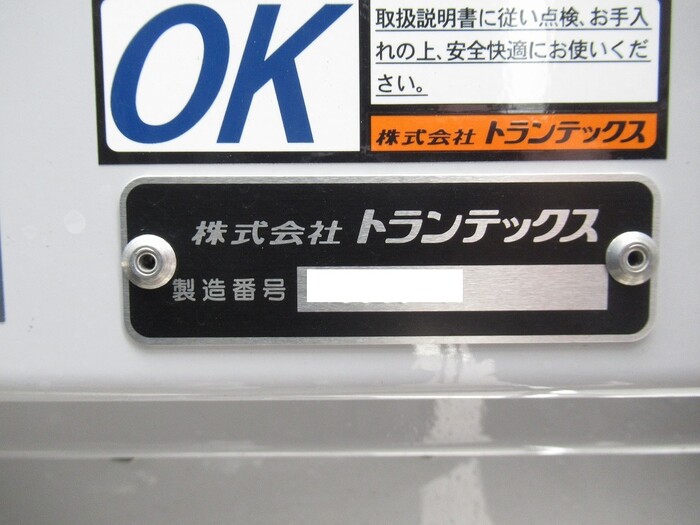 OK
取扱説明書に従い点検、お手入
れの上、安全快適にお使いくだ
さい。
株式会社 トランテックス
株式会社 トランテックス
製造番号